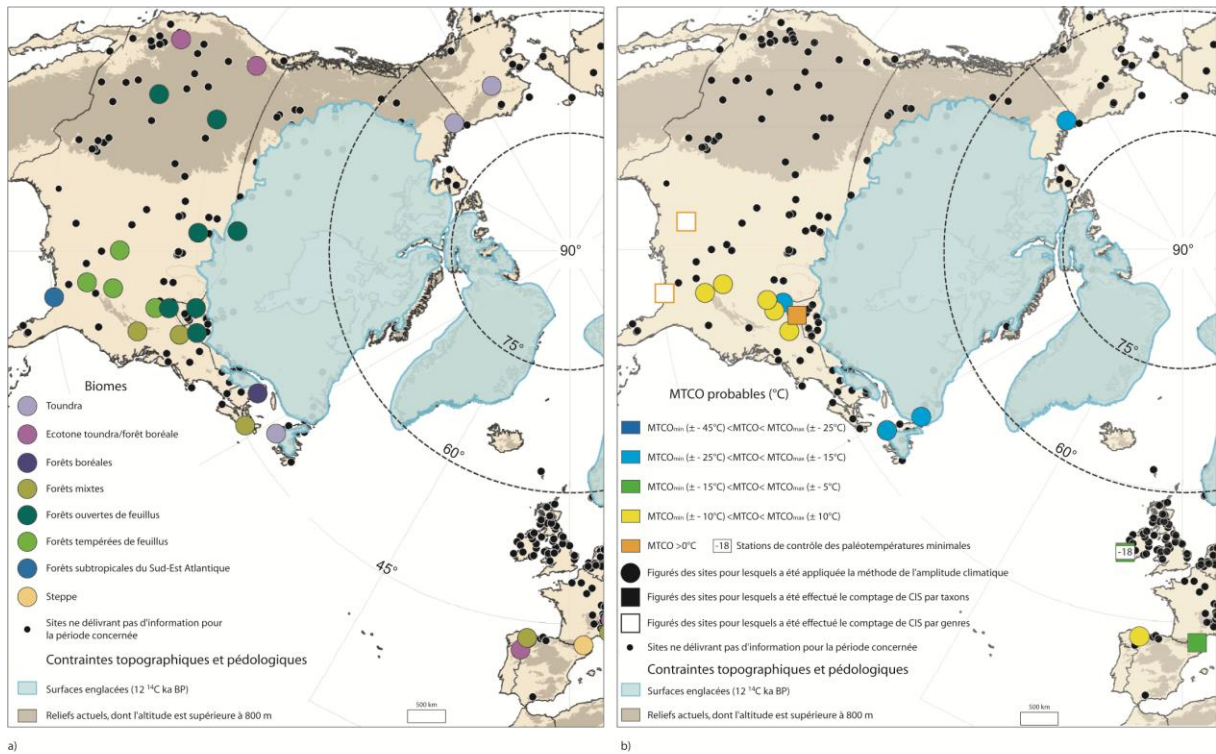 90°
75°
60°
45°
Biomes
Toundra
Ecotone toundra/forêt boréale
Forêts boréales
Forêts mixtes
Forêts ouvertes de feuillus
Forêts tempérées de feuillus
Forêts subtropicales du Sud-Est Atlantique
Steppe
Sites ne délivrant pas d'information pour
la période concernée
Contraintes topographiques et pédologiques
Surfaces englacées (12 ¹⁴C ka BP)
Reliefs actuels, dont l'altitude est supérieure à 800 m
500 km
a)
90°
75°
60°
45°
-18
MTCO probables (°C)
MTCOmin (± - 45°C) <MTCO< MTCOmax (± - 25°C)
MTCOmin (± - 25°C) <MTCO< MTCOmax (± - 15°C)
MTCOmin (± - 15°C) <MTCO< MTCOmax (± - 5°C)
MTCOmin (± - 10°C) <MTCO< MTCOmax (± 10°C)
MTCO >0°C -18 Stations de contrôle des paléotempératures minimales
Figurés des sites pour lesquels a été appliquée la méthode de l'amplitude climatique
Figurés des sites pour lesquels a été effectué le comptage de CIS par taxons
Figurés des sites pour lesquels a été effectué le comptage de CIS par genres
Sites ne délivrant pas d'information pour la période concernée
Contraintes topographiques et pédologiques
Surfaces englacées (12 ¹⁴C ka BP)
Reliefs actuels, dont l'altitude est supérieure à 800 m
500 km
b)